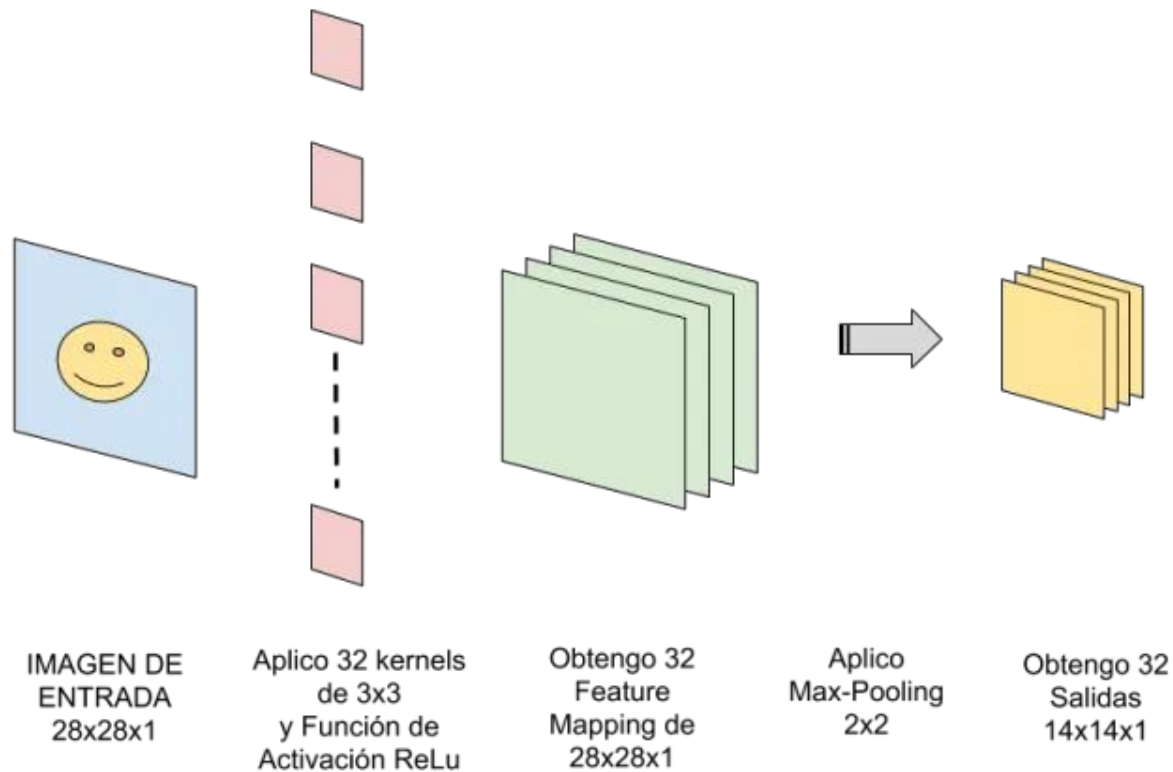 IMAGEN DE
ENTRADA
28x28x1
Aplico 32 kernels
de 3x3
y Función de
Activación ReLu
Obtengo 32
Feature
Mapping de
28x28x1
Aplico
Max-Pooling
2x2
Obtengo 32
Salidas
14x14x1